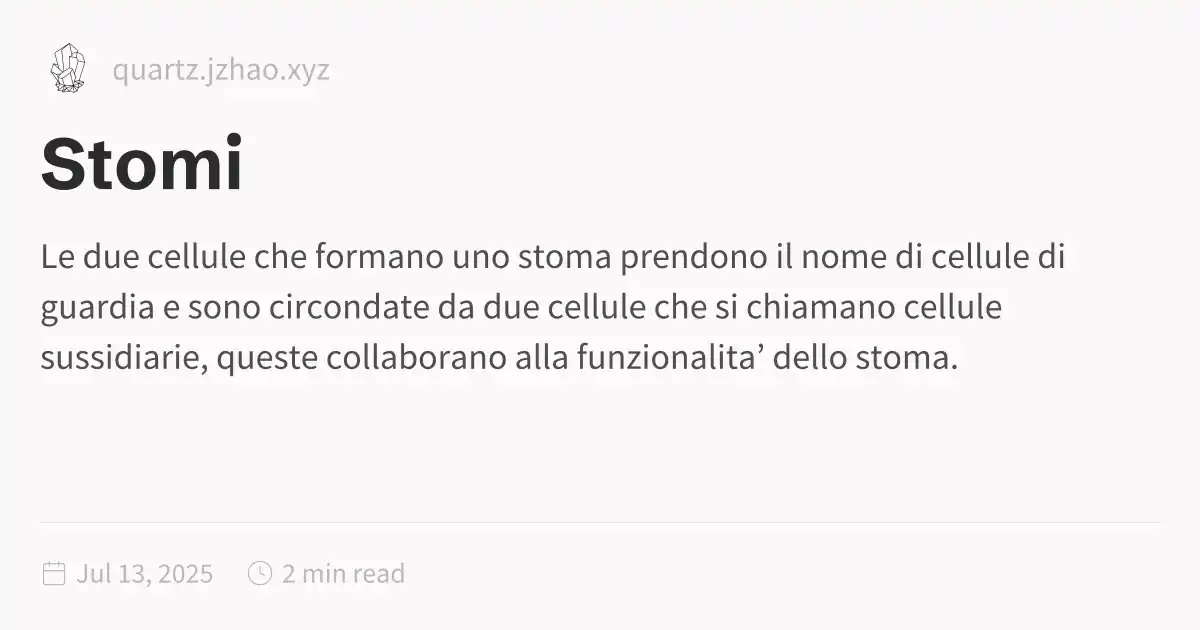 quartz.jzhao.xyz
Stomi
Le due cellule che formano uno stoma prendono il nome di cellule di
guardia e sono circondate da due cellule che si chiamano cellule
sussidiarie, queste collaborano alla funzionalita’ dello stoma.
Jul 13, 2025 2 min read